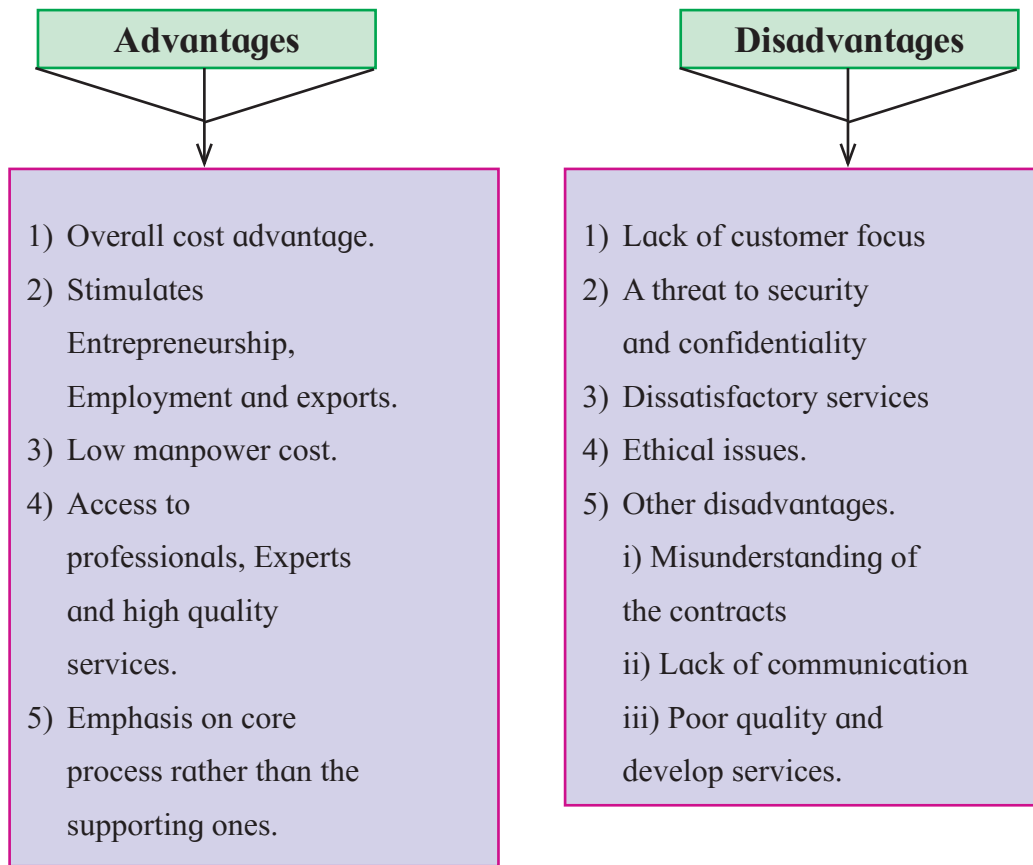 Advantages
1) Overall cost advantage.
2) Stimulates
Entrepreneurship,
Employment and exports.
3) Low manpower cost.
4) Access to
professionals, Experts
and high quality
services.
5) Emphasis on core
process rather than the
supporting ones.
Disadvantages
1) Lack of customer focus
2) A threat to security
and confidentiality
3) Dissatisfactory services
4) Ethical issues.
5) Other disadvantages.
i) Misunderstanding of
the contracts
ii) Lack of communication
iii) Poor quality and
develop services.